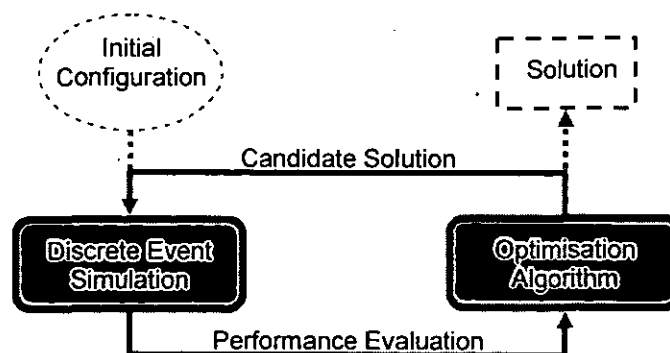 Initial
Configuration
Solution
Candidate Solution
Discrete Event
Simulation
Optimisation
Algorithm
Performance Evaluation